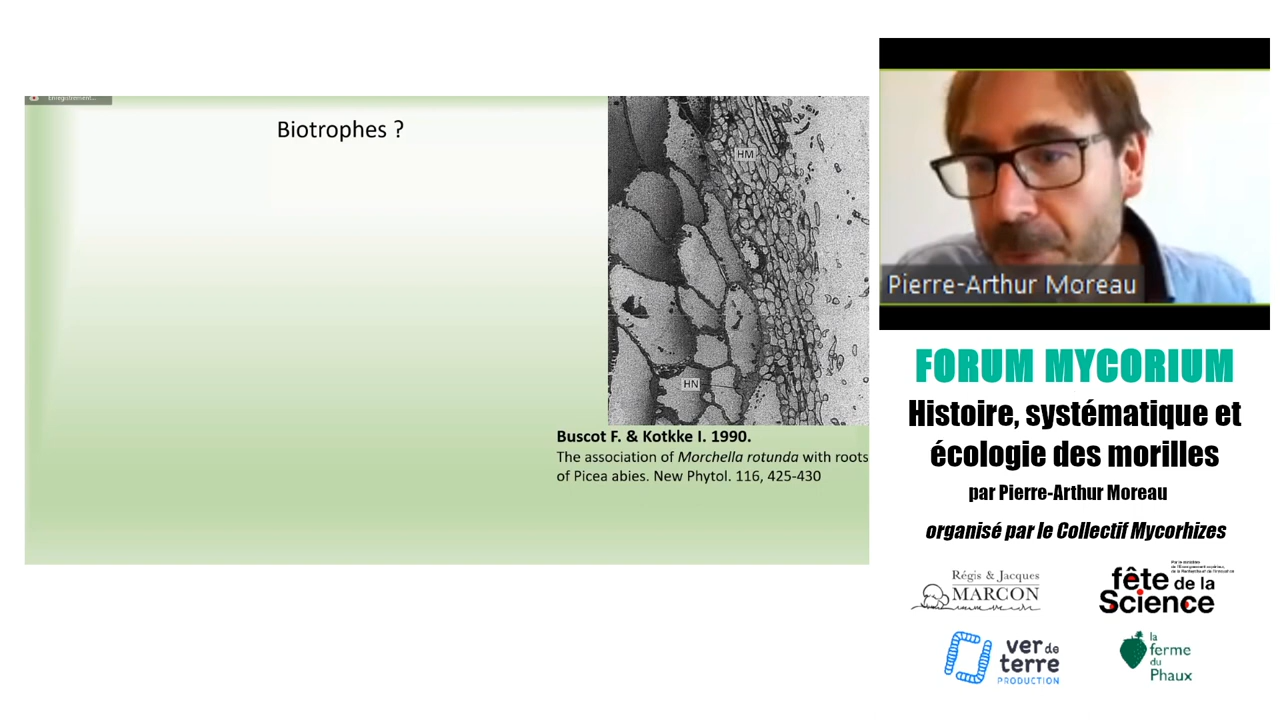 Enregistrement...
Biotrophes ?
HM
HN
Buscot F. & Kotkke I. 1990.
The association of Morchella rotunda with roots
of Picea abies. New Phytol. 116, 425-430
Pierre-Arthur Moreau
FORUM MYCORIUM
Histoire, systématique et
écologie des morilles
par Pierre-Arthur Moreau
organisé par le Collectif Mycorhizes
Régis & Jacques
MARCON
fête de la
Science
ver de
terre
PRODUCTION
la
ferme
du
Phaux